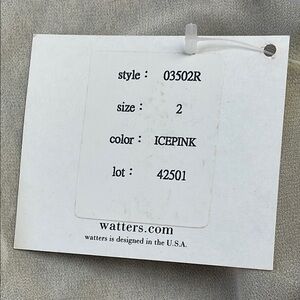 style : 03502R
size : 2
color : ICEPINK
lot : 42501
watters.com
watters is designed in the U.S.A.